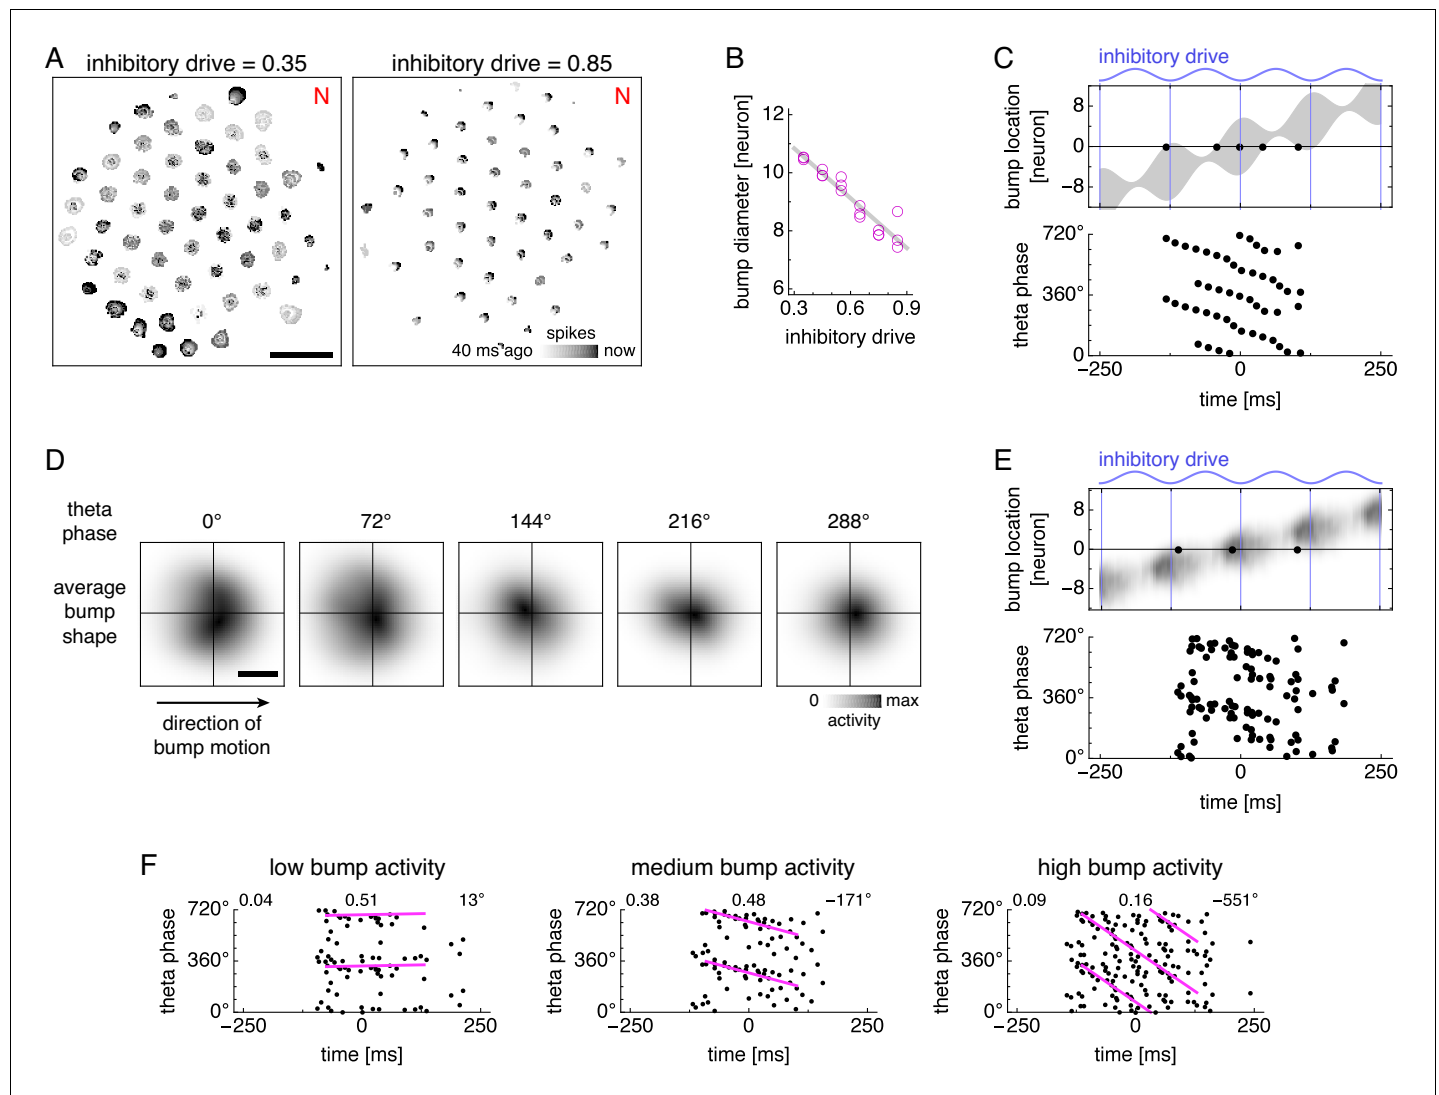 A
inhibitory drive = 0.35
inhibitory drive = 0.85
N
N
spikes
40 ms ago
now
B
bump diameter [neuron]
12
10
8
6
0.3
0.6
0.9
inhibitory drive
C
inhibitory drive
bump location
[neuron]
8
0
−8
theta phase
720°
360°
0
−250
0
250
time [ms]
D
theta
phase
0°
72°
144°
216°
288°
average
bump
shape
direction of
bump motion
0
max
activity
E
inhibitory drive
bump location
[neuron]
8
0
−8
theta phase
720°
360°
0°
−250
0
250
time [ms]
F
low bump activity
0.04
0.51
13°
theta phase
720°
360°
0°
−250
0
250
time [ms]
medium bump activity
0.38
0.48
−171°
theta phase
720°
360°
0°
−250
0
250
time [ms]
high bump activity
0.09
0.16
−551°
theta phase
720°
360°
0°
−250
0
250
time [ms]